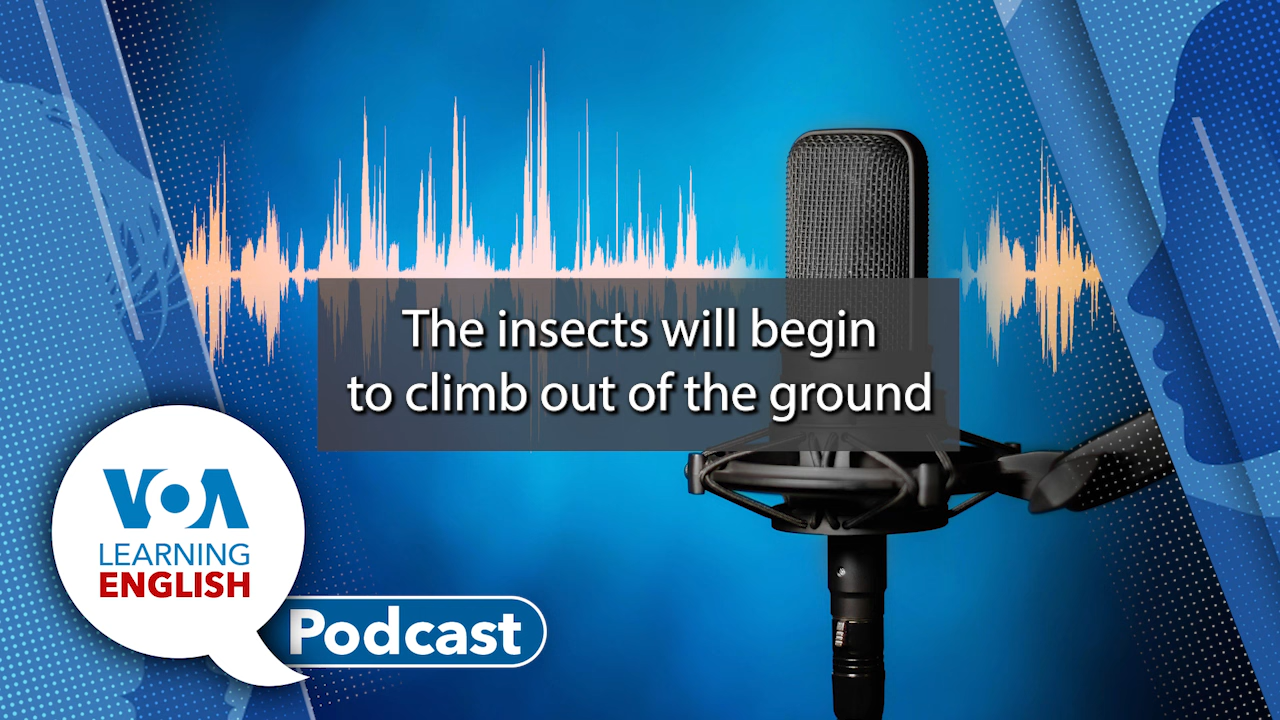 The insects will begin
to climb out of the ground
VOA
LEARNING
ENGLISH
Podcast